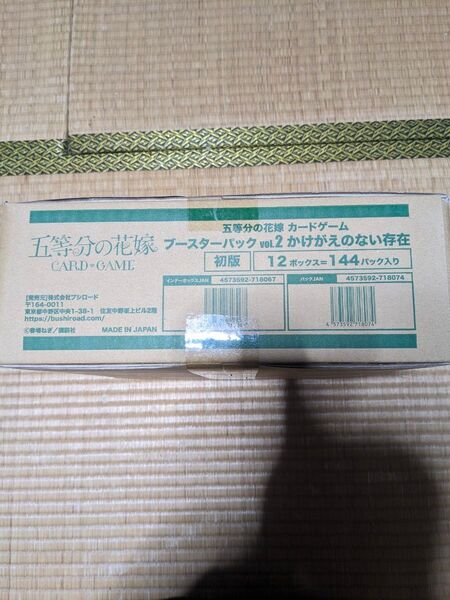 五等分の花嫁
CARD GAME
五等分の花嫁 カードゲーム
ブースターパック vol.2 かけがえのない存在
初版
12ボックス=144パック入り
インナーボックスJAN 4573592-718067
パックJAN 4573592-718074
4 573592 718074
[発売元]株式会社ブシロード
〒164-0011
東京都中野区中央1-38-1 住友中野坂上ビル2階
https://bushiroad.com/
©春場ねぎ/講談社
MADE IN JAPAN